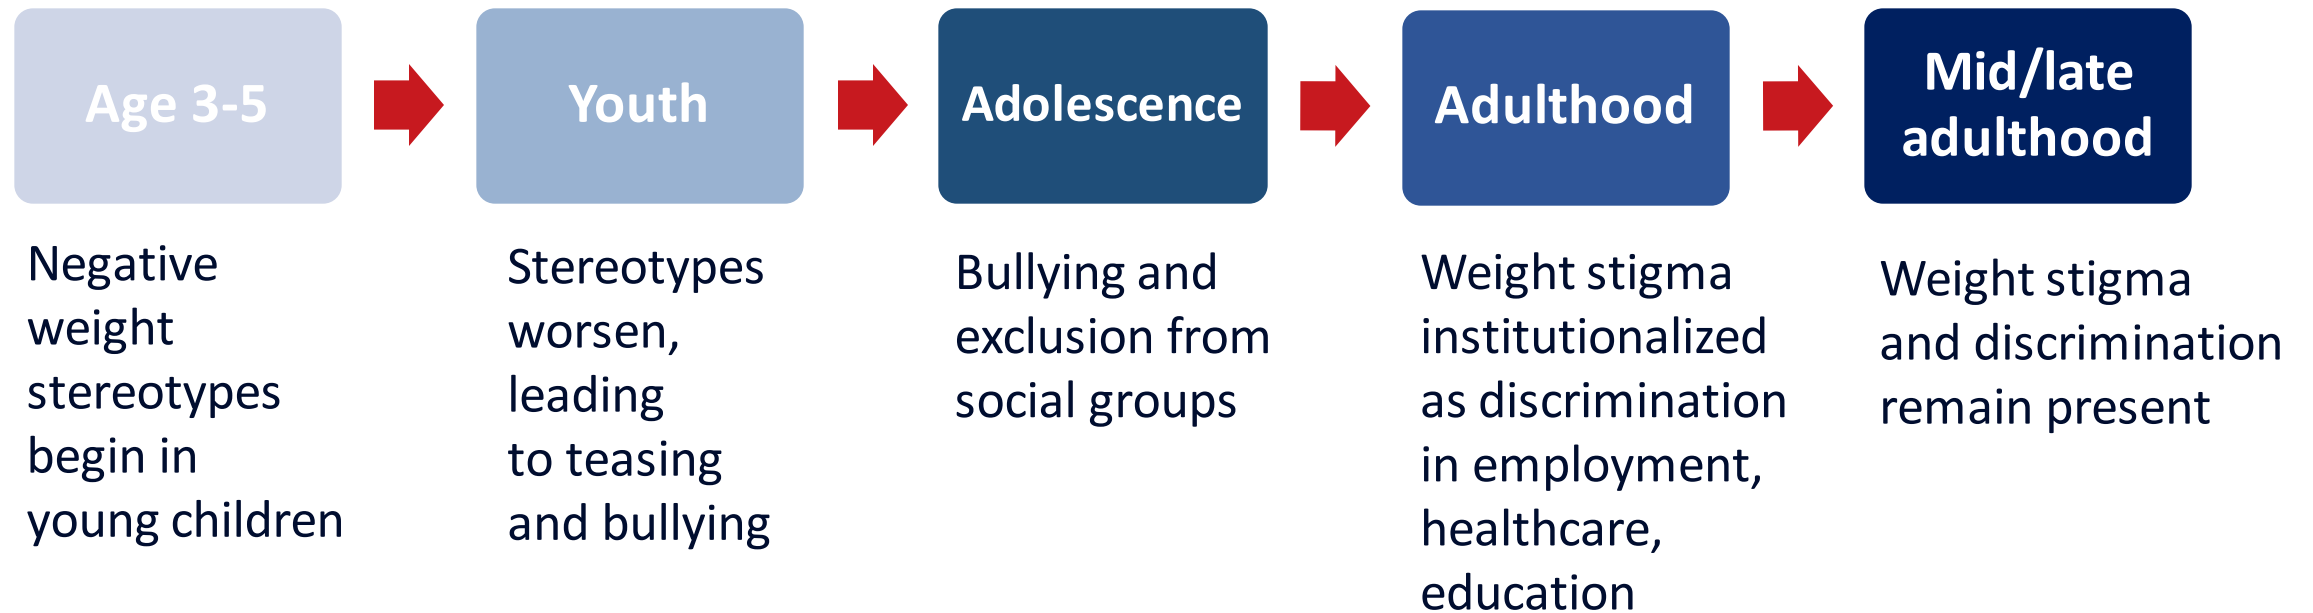 Age 3-5
Negative
weight
stereotypes
begin in
young children
Youth
Stereotypes
worsen,
leading
to teasing
and bullying
Adolescence
Bullying and
exclusion from
social groups
Adulthood
Weight stigma
institutionalized
as discrimination
in employment,
healthcare,
education
Mid/late
adulthood
Weight stigma
and discrimination
remain present